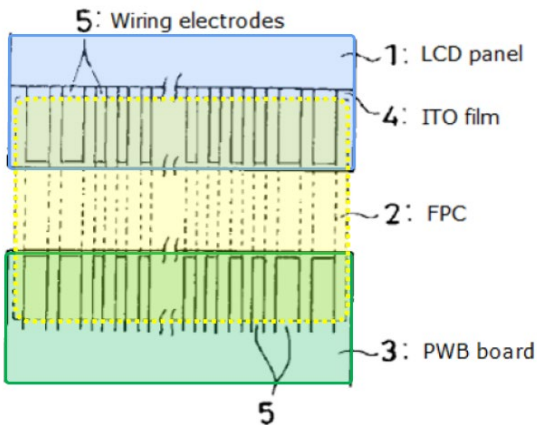 5: Wiring electrodes
1: LCD panel
4: ITO film
2: FPC
3: PWB board
5